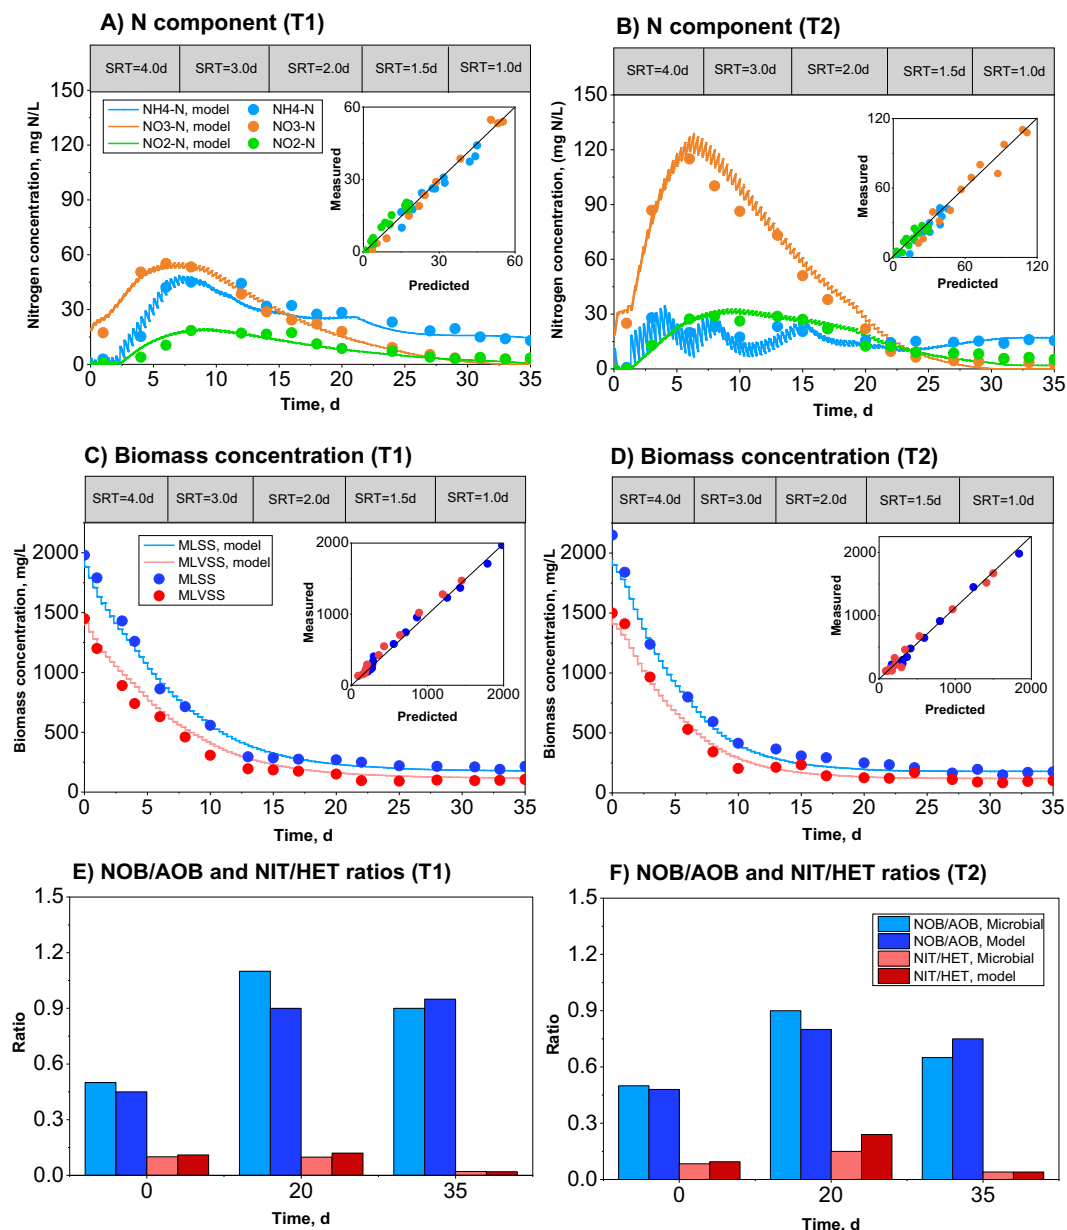 A) N component (T1)
SRT=4.0d SRT=3.0d SRT=2.0d SRT=1.5d SRT=1.0d
Nitrogen concentration, mg N/L
150
120
90
60
30
0
NH4-N, model NH4-N
NO3-N, model NO3-N
NO2-N, model NO2-N
Measured
60
30
0
0 30 60
Predicted
0 5 10 15 20 25 30 35
Time, d
B) N component (T2)
SRT=4.0d SRT=3.0d SRT=2.0d SRT=1.5d SRT=1.0d
Nitrogen concentration, (mg N/L)
150
120
90
60
30
0
Measured
120
60
0
0 60 120
Predicted
0 5 10 15 20 25 30 35
Time, d
C) Biomass concentration (T1)
SRT=4.0d SRT=3.0d SRT=2.0d SRT=1.5d SRT=1.0d
Biomass concentration, mg/L
2000
1500
1000
500
0
MLSS, model
MLVSS, model
MLSS
MLVSS
Measured
2000
1000
0
0 1000 2000
Predicted
0 5 10 15 20 25 30 35
Time, d
D) Biomass concentration (T2)
SRT=4.0d SRT=3.0d SRT=2.0d SRT=1.5d SRT=1.0d
Biomass concentration, mg/L
2000
1500
1000
500
0
Measured
2000
1000
0
0 1000 2000
Predicted
0 5 10 15 20 25 30 35
Time, d
E) NOB/AOB and NIT/HET ratios (T1)
Ratio
1.5
1.2
0.9
0.6
0.3
0.0
0 20 35
Time, d
F) NOB/AOB and NIT/HET ratios (T2)
Ratio
1.5
1.2
0.9
0.6
0.3
0.0
NOB/AOB, Microbial
NOB/AOB, Model
NIT/HET, Microbial
NIT/HET, model
0 20 35
Time, d